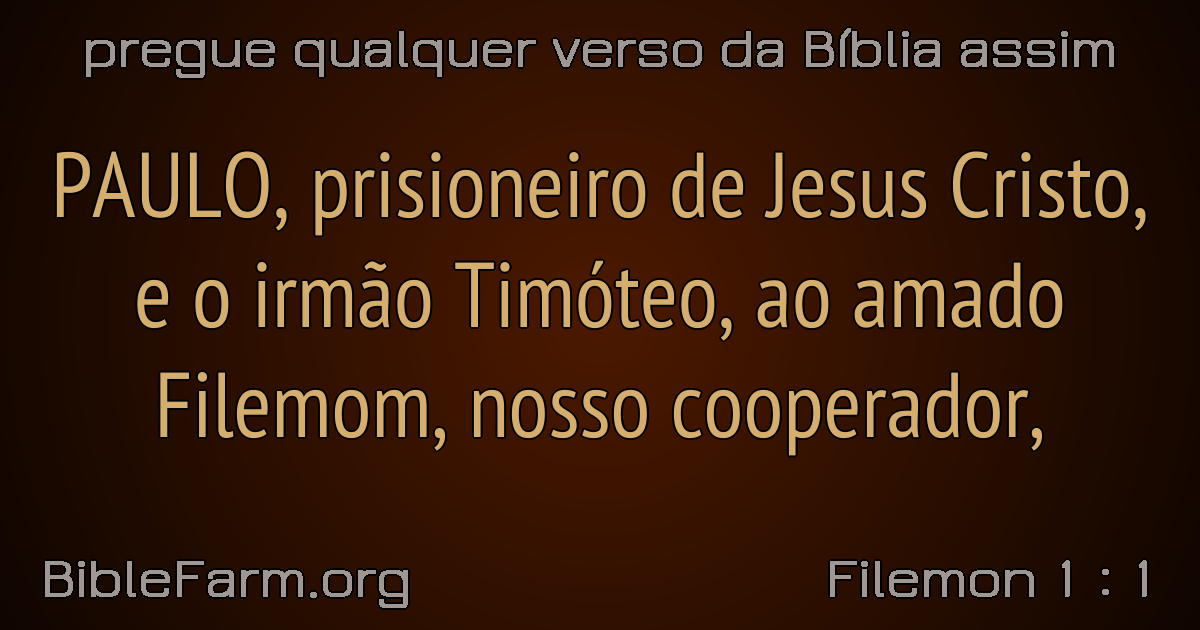 pregue qualquer verso da Bíblia assim
PAULO, prisioneiro de Jesus Cristo,
e o irmão Timóteo, ao amado
Filemom, nosso cooperador,
BibleFarm.org
Filemon 1 : 1